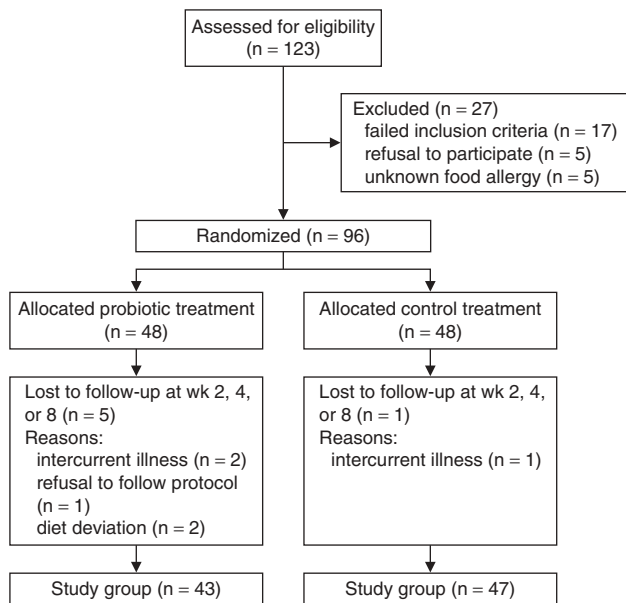 Assessed for eligibility
(n = 123)
Excluded (n = 27)
failed inclusion criteria (n = 17)
refusal to participate (n = 5)
unknown food allergy (n = 5)
Randomized (n = 96)
Allocated probiotic treatment
(n = 48)
Allocated control treatment
(n = 48)
Lost to follow-up at wk 2, 4,
or 8 (n = 5)
Reasons:
intercurrent illness (n = 2)
refusal to follow protocol
(n = 1)
diet deviation (n = 2)
Lost to follow-up at wk 2, 4,
or 8 (n = 1)
Reasons:
intercurrent illness (n = 1)
Study group (n = 43)
Study group (n = 47)